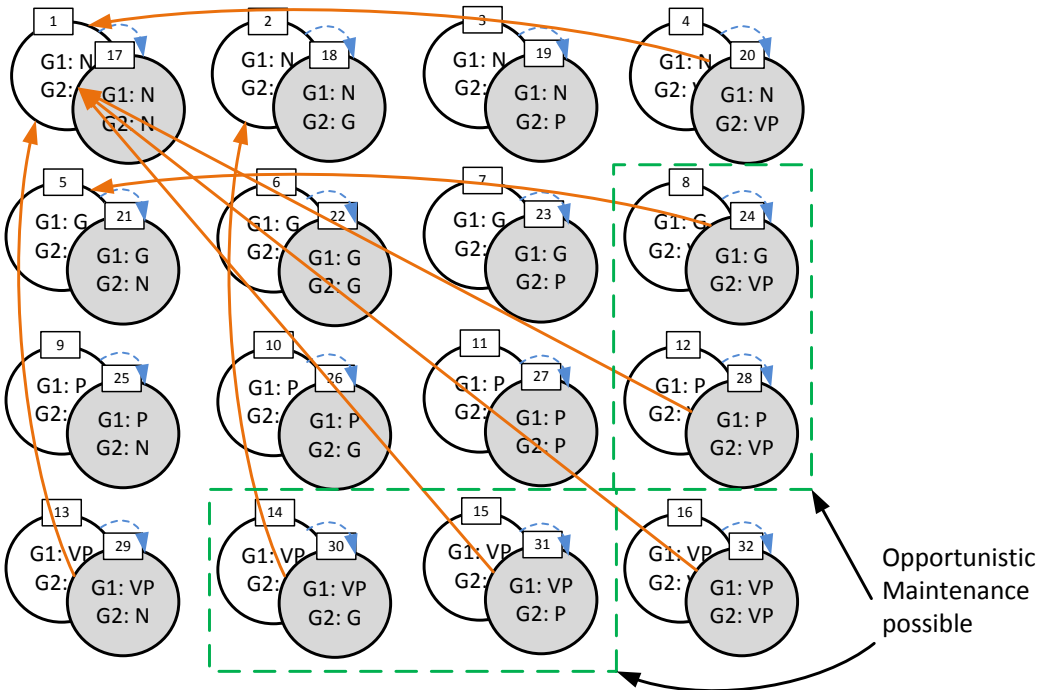 1
G1: N
G2:
17
G1: N
G2: N
2
G1: N
G2:
18
G1: N
G2: G
3
G1: N
G2:
19
G1: N
G2: P
4
G1: N
G2:
20
G1: N
G2: VP
5
G1: G
G2:
21
G1: G
G2: N
6
G1: G
G2:
22
G1: G
G2: G
7
G1: G
G2:
23
G1: G
G2: P
8
G1: G
G2:
24
G1: G
G2: VP
9
G1: P
G2:
25
G1: P
G2: N
10
G1: P
G2:
26
G1: P
G2: G
11
G1: P
G2:
27
G1: P
G2: P
12
G1: P
G2:
28
G1: P
G2: VP
13
G1: VP
G2:
29
G1: VP
G2: N
14
G1: VP
G2:
30
G1: VP
G2: G
15
G1: VP
G2:
31
G1: VP
G2: P
16
G1: VP
G2:
32
G1: VP
G2: VP
Opportunistic
Maintenance
possible